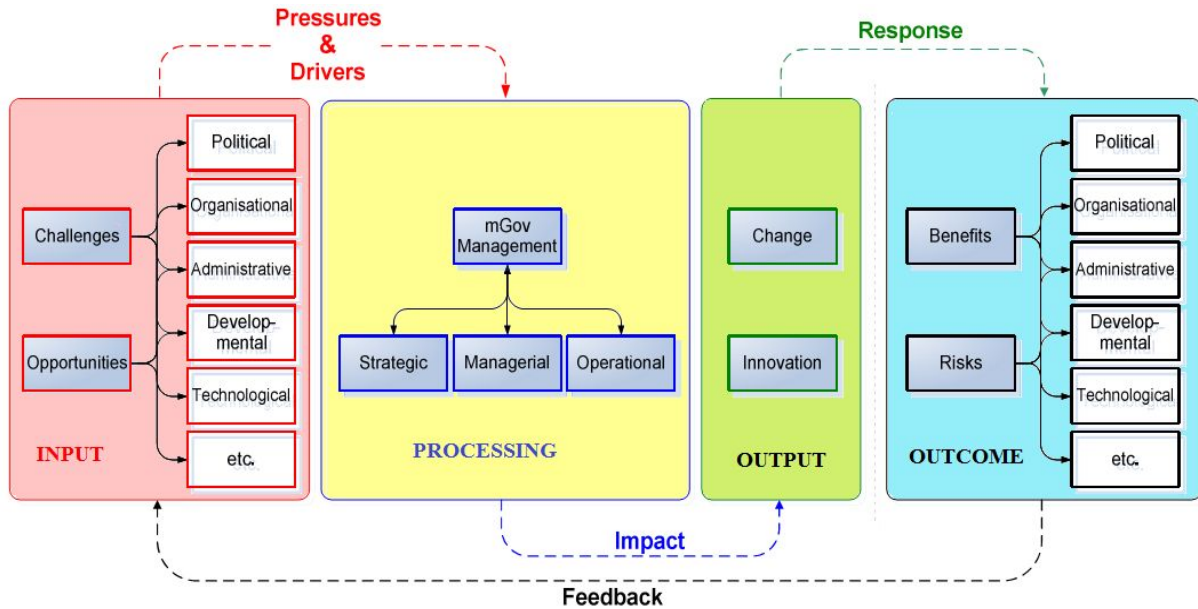 Pressures
&
Drivers
Response
Challenges
Opportunities
Political
Organisational
Administrative
Develop-
mental
Technological
etc.
INPUT
mGov
Management
Strategic
Managerial
Operational
PROCESSING
Change
Innovation
OUTPUT
Benefits
Risks
Political
Organisational
Administrative
Develop-
mental
Technological
etc.
OUTCOME
Impact
Feedback